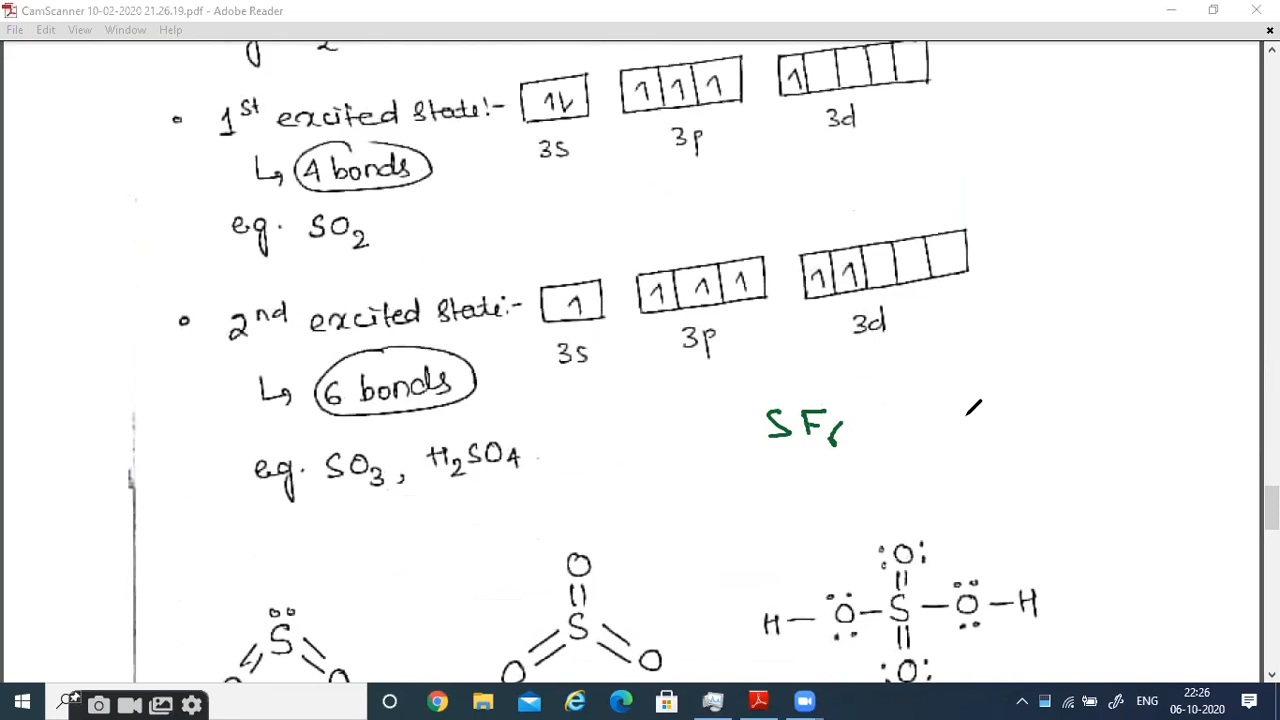 CamScanner 10-02-2020 21.26.19.pdf - Adobe Reader
File Edit View Window Help
• 1st excited state:- 1⇂ 1 1 1 1
3s 3p 3d
↳ 4 bonds
eg. SO2
• 2nd excited state:- 1 1 1 1 1 1
3s 3p 3d
↳ 6 bonds
SF6
eg. SO3, H2SO4
O
S
O O
S
:O:
H - O - S - O - H
:O:
ENG
22:26
06-10-2020